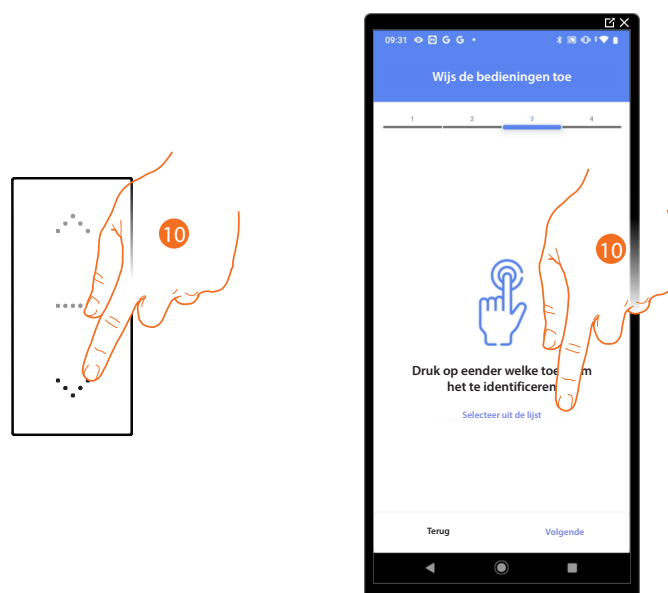 09:31 G G
Wijs de bedieningen toe
1 2 3 4
10
10
Druk op eender welke toe m
het te identificeren
Selecteer uit de lijst
Terug Volgende